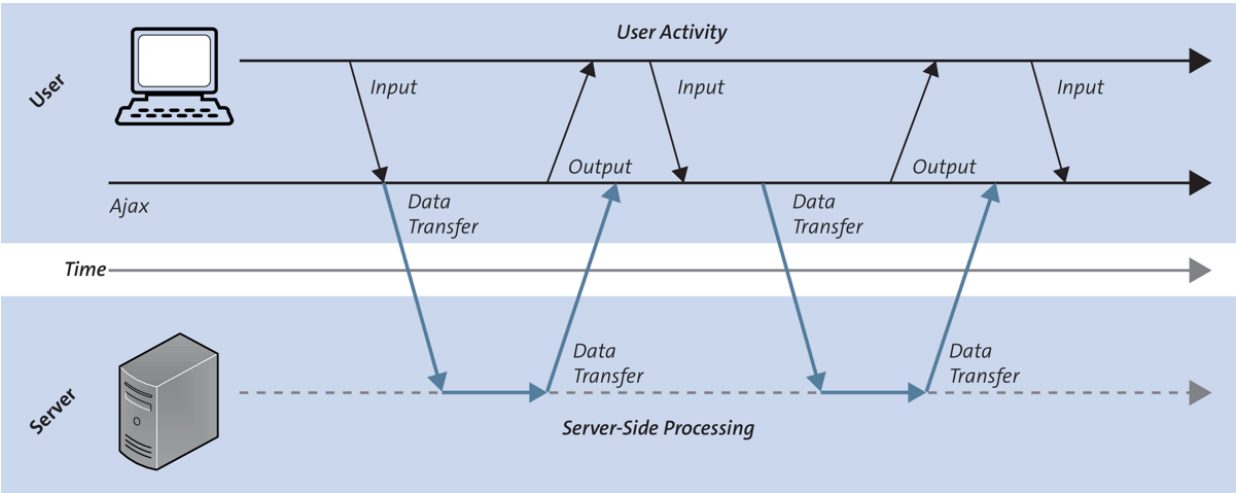 User Activity
User
Input
Input
Input
Output
Output
Ajax
Data
Transfer
Data
Transfer
Time
Data
Transfer
Data
Transfer
Server
Server-Side Processing